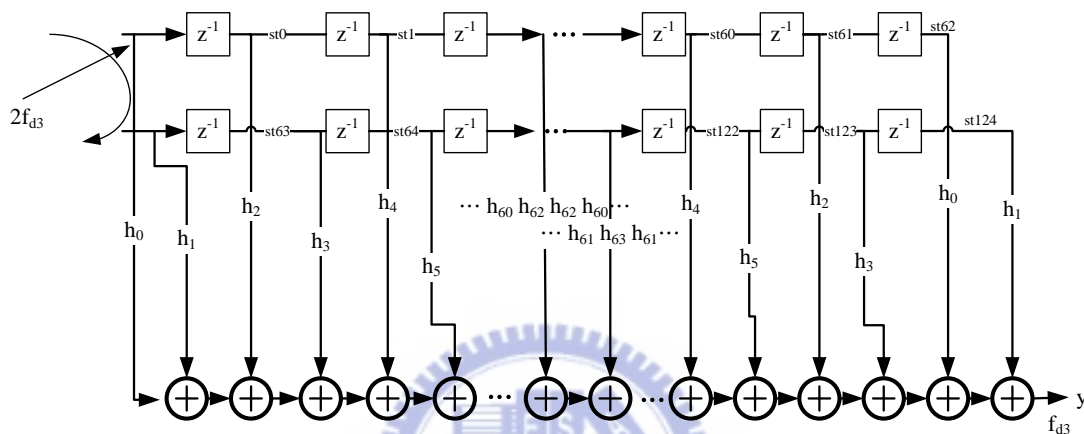 z⁻¹ st0 z⁻¹ st1 z⁻¹ ··· z⁻¹ st60 z⁻¹ st61 z⁻¹ st62
2f_d3
z⁻¹ st63 z⁻¹ st64 z⁻¹ ··· z⁻¹ st122 z⁻¹ st123 z⁻¹ st124
h₀ h₁ h₂ h₃ h₄ h₅ ··· h₆₀ h₆₂ h₆₂ h₆₀ ··· h₄ h₅ h₂ h₃ h₀ h₁
··· h₆₁ h₆₃ h₆₁ ···
+ + + + + ··· + + ··· + + + + + + y
f_d3